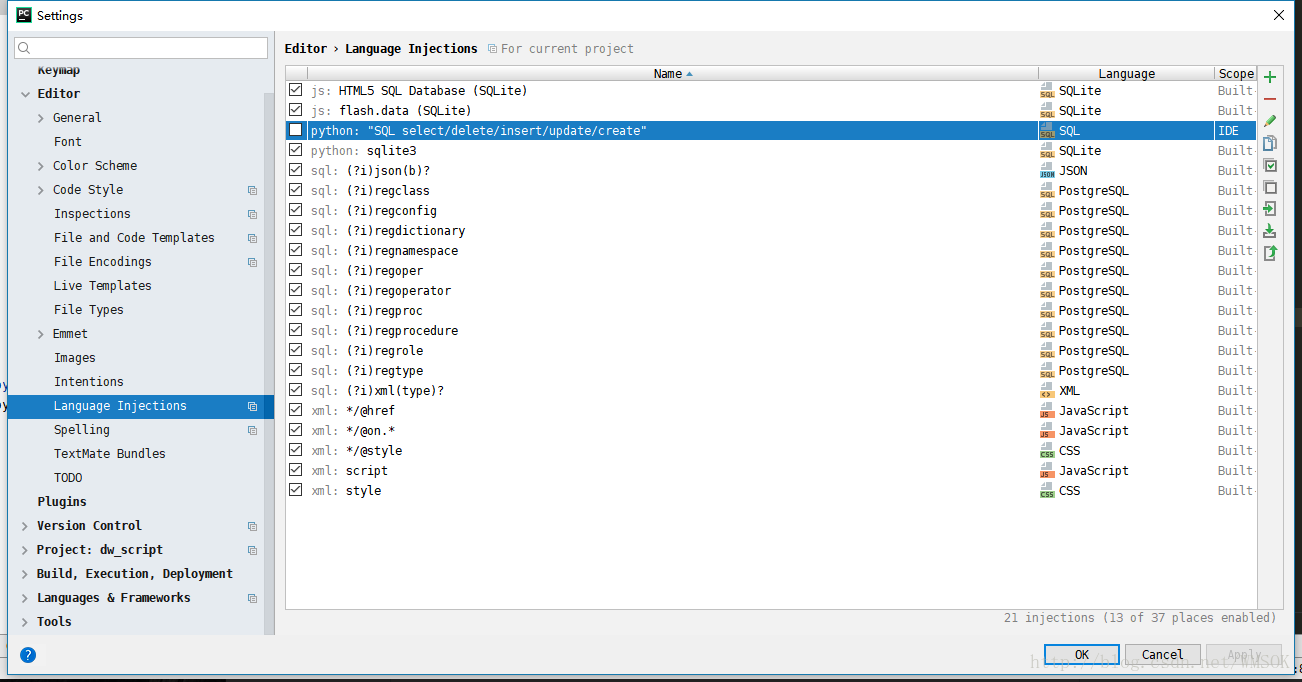 PC Settings
Editor › Language Injections For current project
Keymap
Editor
General
Font
Color Scheme
Code Style
Inspections
File and Code Templates
File Encodings
Live Templates
File Types
Emmet
Images
Intentions
Language Injections
Spelling
TextMate Bundles
TODO
Plugins
Version Control
Project: dw_script
Build, Execution, Deployment
Languages & Frameworks
Tools
Name Language Scope
js: HTML5 SQL Database (SQLite) SQLite Built-
js: flash.data (SQLite) SQLite Built-
python: "SQL select/delete/insert/update/create" SQL IDE
python: sqlite3 SQLite Built-
sql: (?i)json(b)? JSON Built-
sql: (?i)regclass PostgreSQL Built-
sql: (?i)regconfig PostgreSQL Built-
sql: (?i)regdictionary PostgreSQL Built-
sql: (?i)regnamespace PostgreSQL Built-
sql: (?i)regoper PostgreSQL Built-
sql: (?i)regoperator PostgreSQL Built-
sql: (?i)regproc PostgreSQL Built-
sql: (?i)regprocedure PostgreSQL Built-
sql: (?i)regrole PostgreSQL Built-
sql: (?i)regtype PostgreSQL Built-
sql: (?i)xml(type)? XML Built-
xml: */@href JavaScript Built-
xml: */@on.* JavaScript Built-
xml: */@style CSS Built-
xml: script JavaScript Built-
xml: style CSS Built-
21 injections (13 of 37 places enabled)
? OK Cancel Apply
http://blog.csdn.net/WMSOK